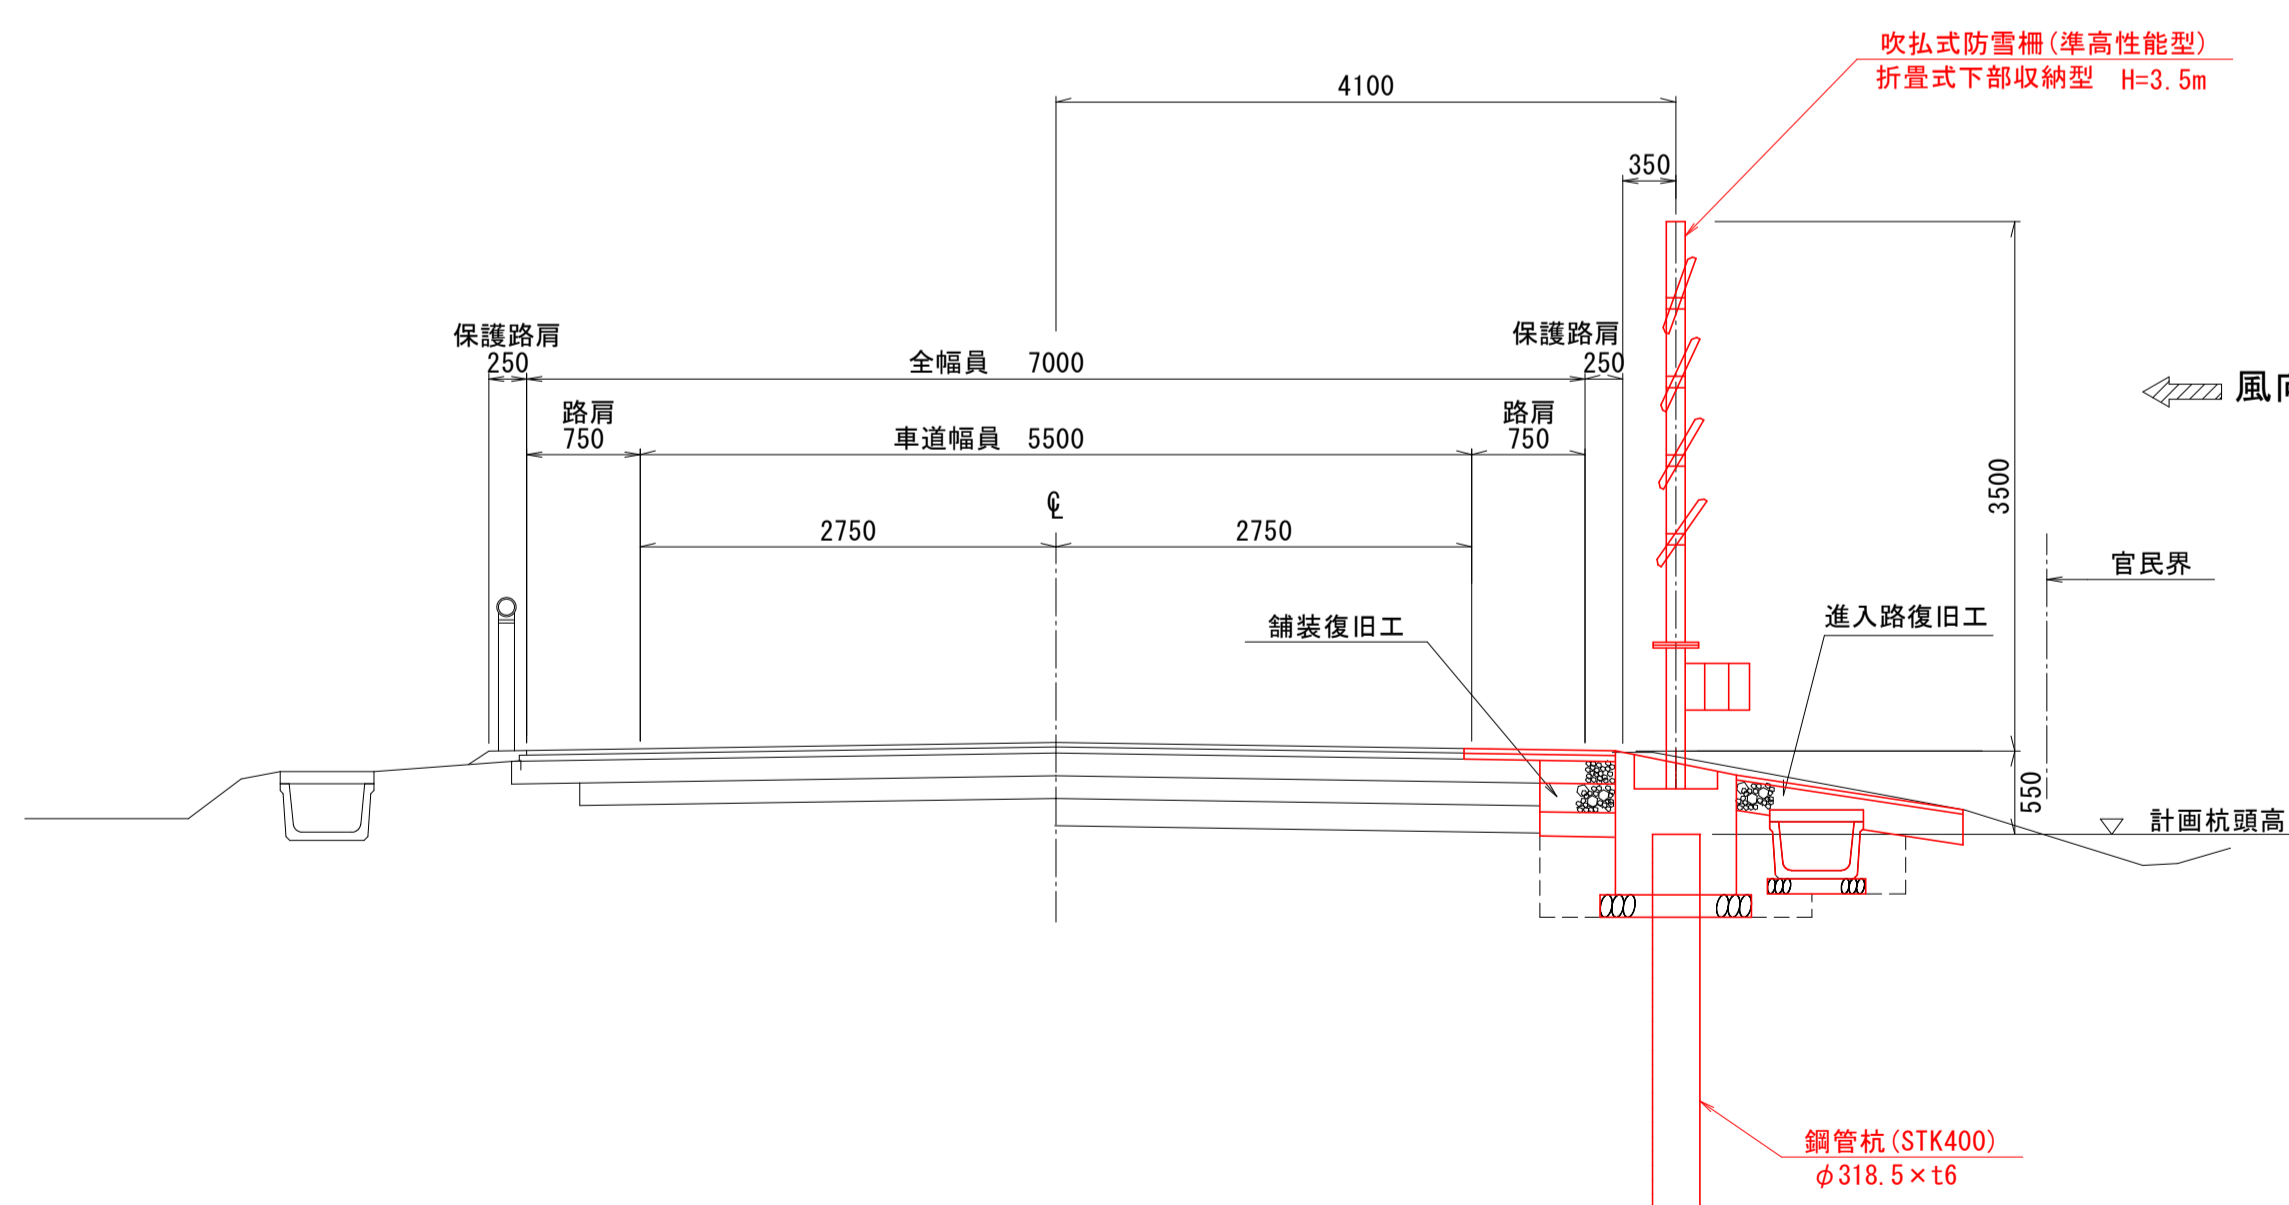 吹払式防雪柵(準高性能型)
折畳式下部収納型 H=3.5m
4100
350
保護路肩
250
全幅員 7000
保護路肩
250
風向
路肩
750
車道幅員 5500
路肩
750
3500
℄
2750
2750
官民界
舗装復旧工
進入路復旧工
550
計画杭頭高
鋼管杭(STK400)
φ318.5×t6